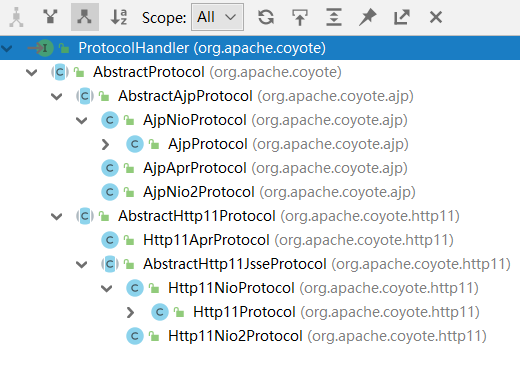 Scope: All
ProtocolHandler (org.apache.coyote)
AbstractProtocol (org.apache.coyote)
AbstractAjpProtocol (org.apache.coyote.ajp)
AjpNioProtocol (org.apache.coyote.ajp)
AjpProtocol (org.apache.coyote.ajp)
AjpAprProtocol (org.apache.coyote.ajp)
AjpNio2Protocol (org.apache.coyote.ajp)
AbstractHttp11Protocol (org.apache.coyote.http11)
Http11AprProtocol (org.apache.coyote.http11)
AbstractHttp11JsseProtocol (org.apache.coyote.http11)
Http11NioProtocol (org.apache.coyote.http11)
Http11Protocol (org.apache.coyote.http11)
Http11Nio2Protocol (org.apache.coyote.http11)